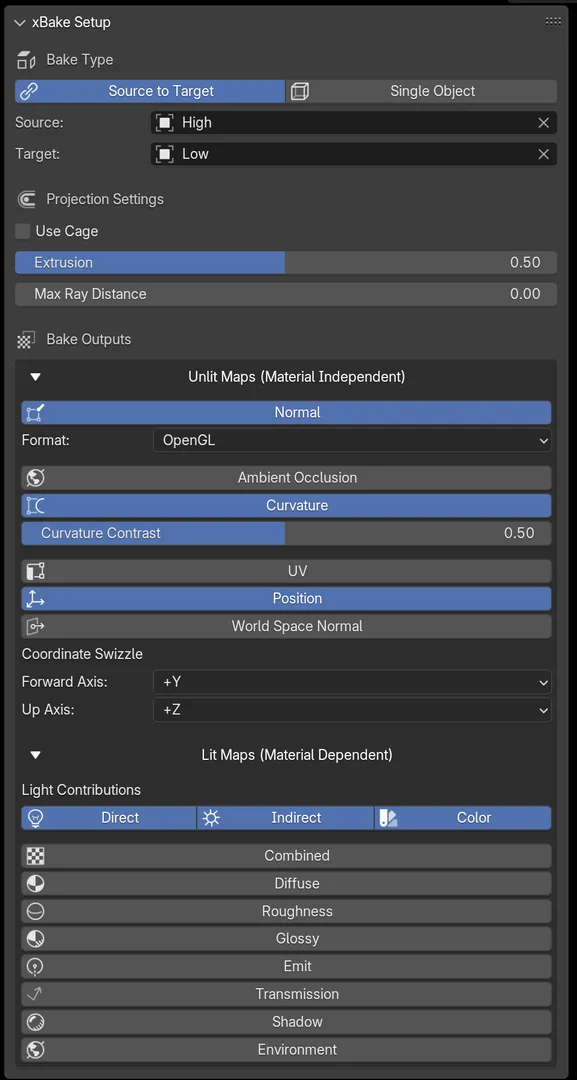 xBake Setup
Bake Type
Source to Target Single Object
Source: High
Target: Low
Projection Settings
Use Cage
Extrusion 0.50
Max Ray Distance 0.00
Bake Outputs
Unlit Maps (Material Independent)
Normal
Format: OpenGL
Ambient Occlusion
Curvature
Curvature Contrast 0.50
UV
Position
World Space Normal
Coordinate Swizzle
Forward Axis: +Y
Up Axis: +Z
Lit Maps (Material Dependent)
Light Contributions
Direct Indirect Color
Combined
Diffuse
Roughness
Glossy
Emit
Transmission
Shadow
Environment